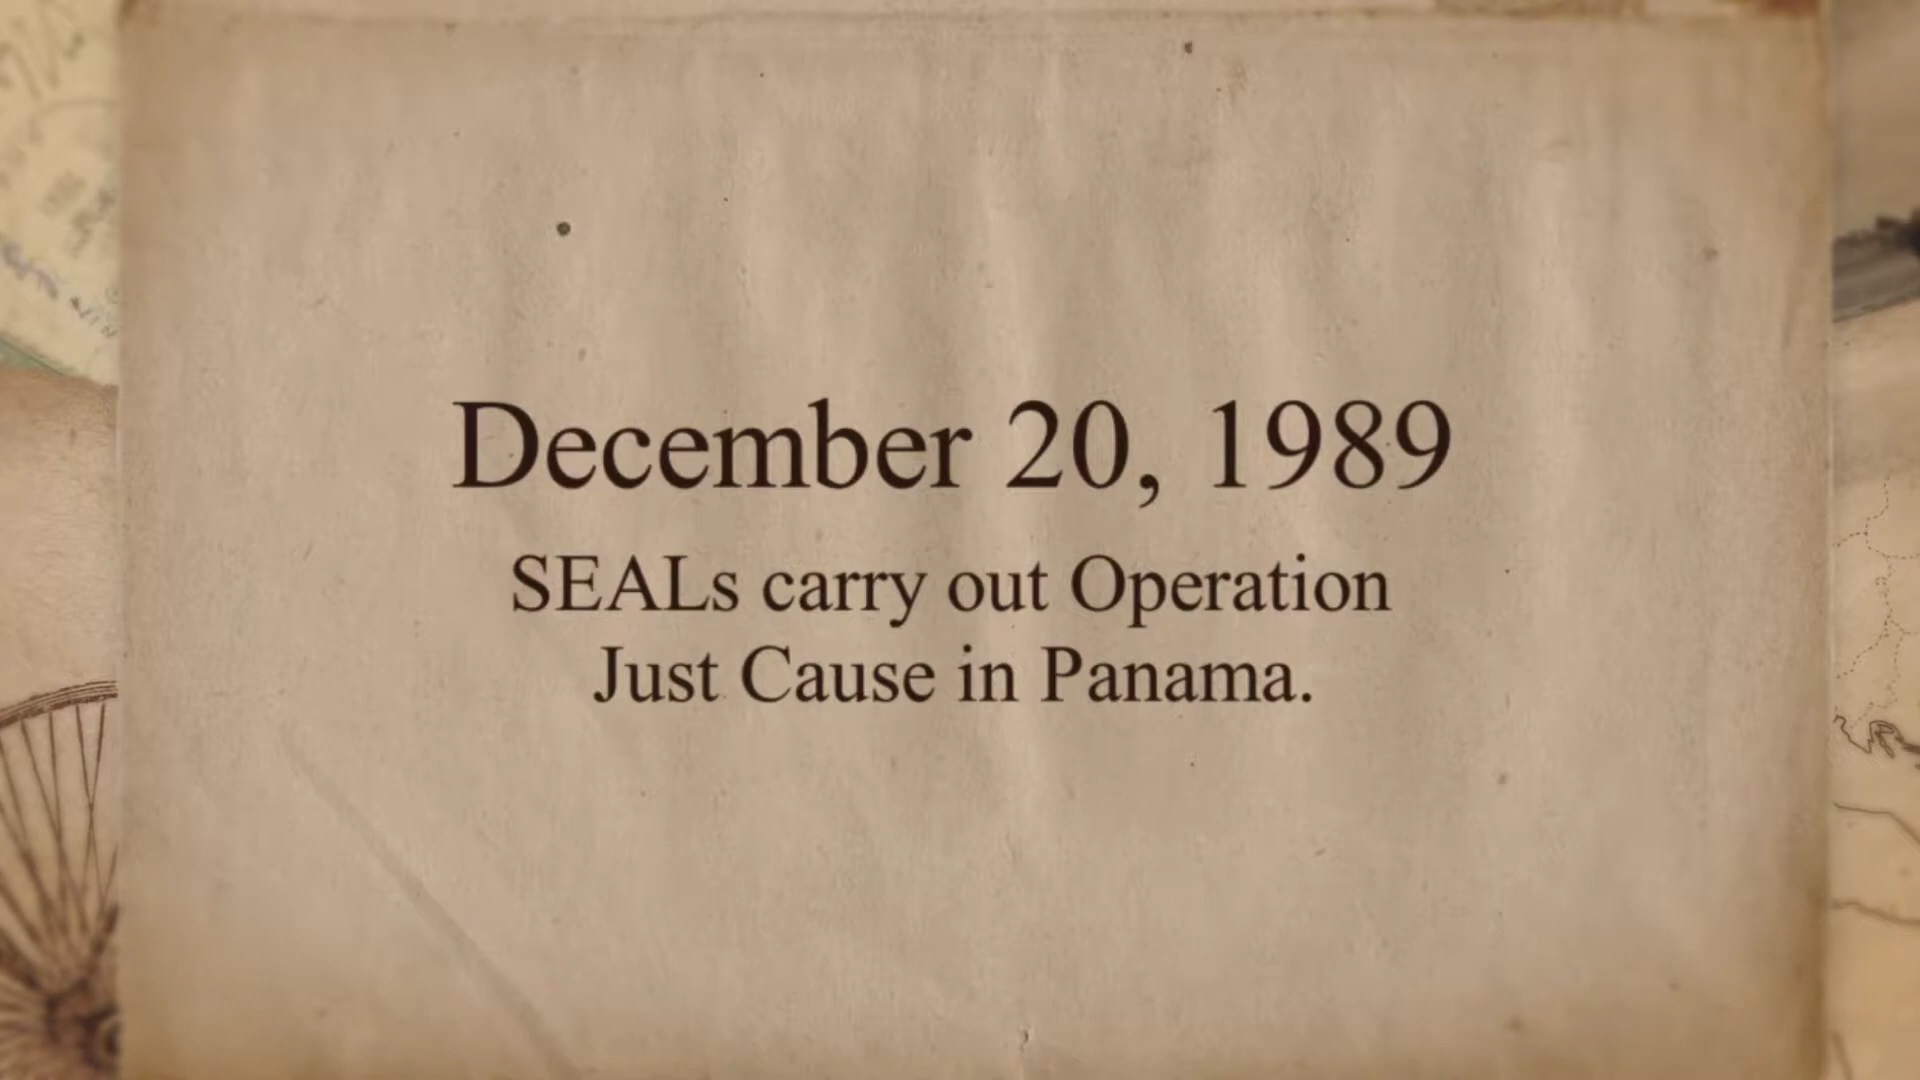 December 20, 1989
SEALs carry out Operation
Just Cause in Panama.